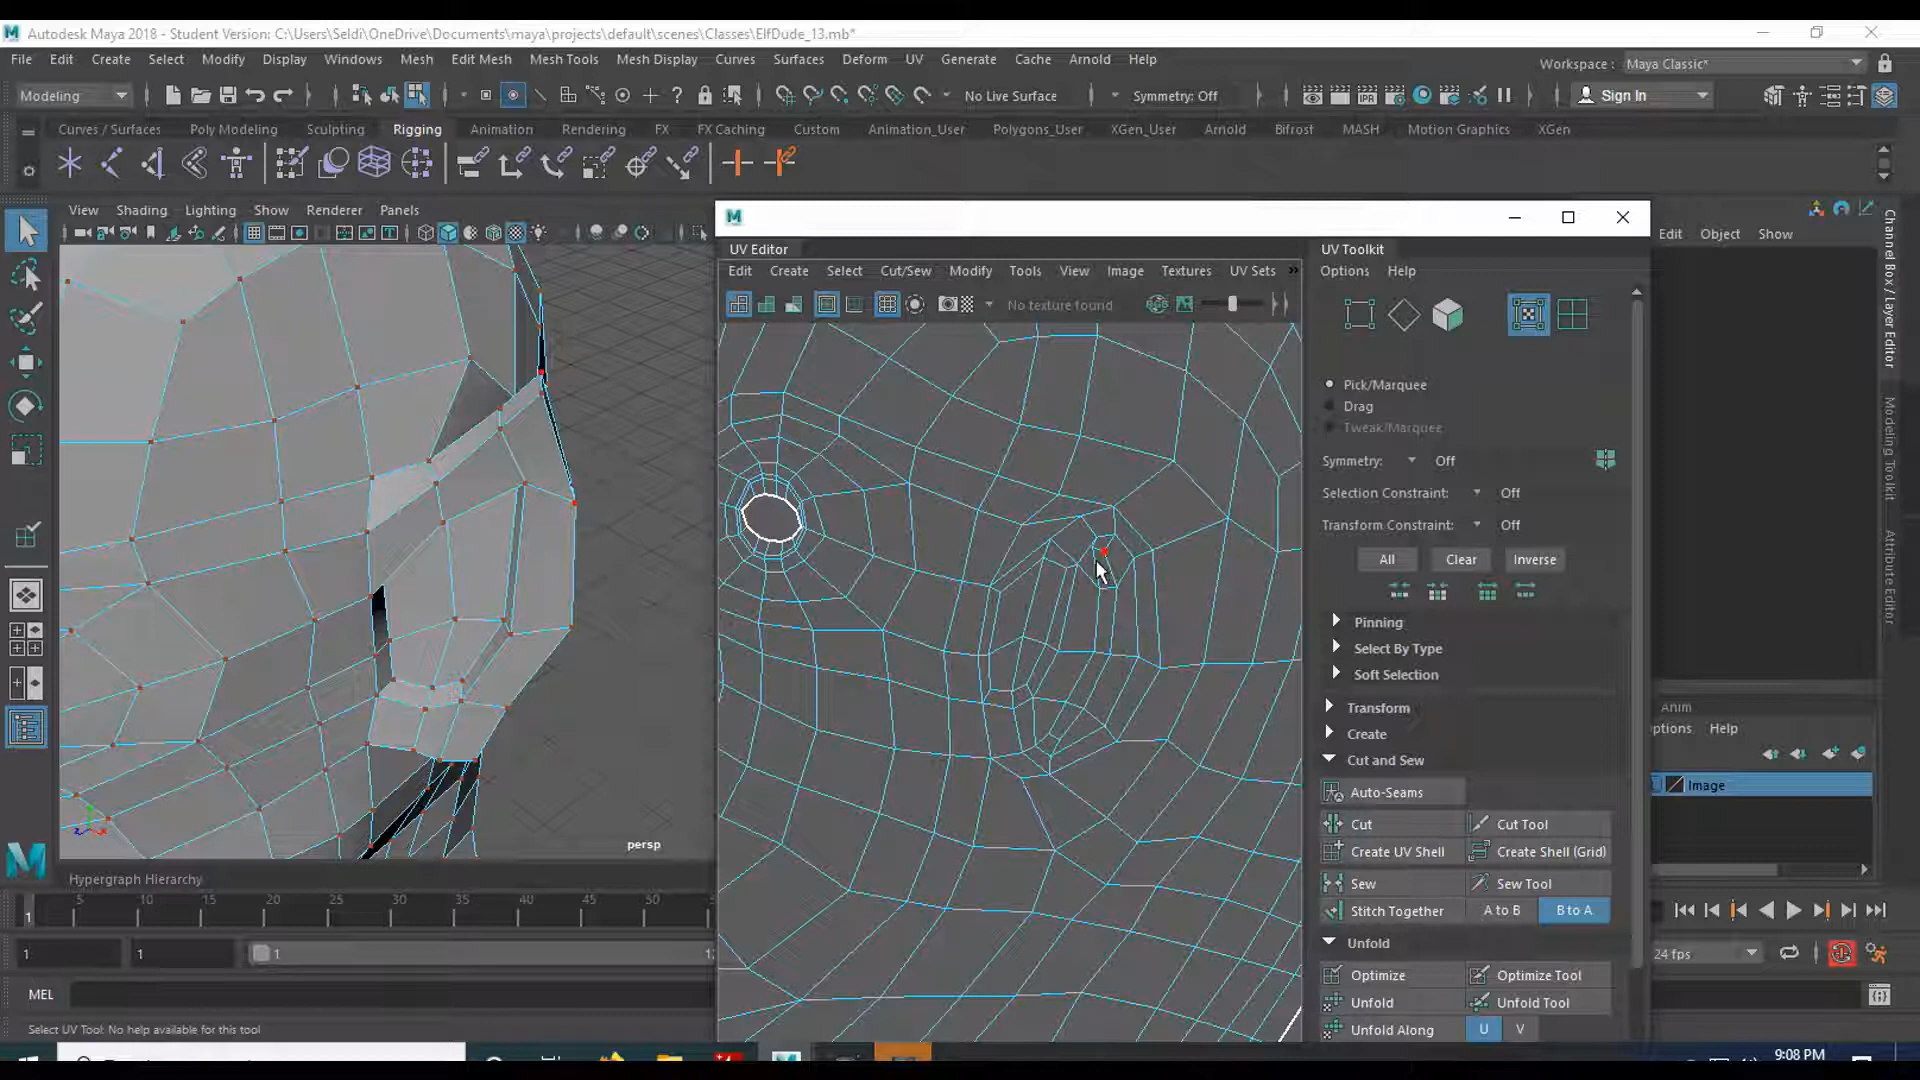 Autodesk Maya 2018 - Student Version: C:\Users\Seldi\OneDrive\Documents\maya\projects\default\scenes\Classes\ElfDude_13.mb*
File Edit Create Select Modify Display Windows Mesh Edit Mesh Mesh Tools Mesh Display Curves Surfaces Deform UV Generate Cache Arnold Help
Workspace : Maya Classic*
Modeling
No Live Surface
Symmetry: Off
Sign In
Curves / Surfaces Poly Modeling Sculpting Rigging Animation Rendering FX FX Caching Custom Animation_User Polygons_User XGen_User Arnold Bifrost MASH Motion Graphics XGen
View Shading Lighting Show Renderer Panels
UV Editor
UV Toolkit
Edit Create Select Cut/Sew Modify Tools View Image Textures UV Sets »
Options Help
No texture found
Edit Object Show
Channel Box / Layer Editor
Modeling Toolkit
Attribute Editor
Pick/Marquee
Drag
Tweak/Marquee
Symmetry: Off
Selection Constraint: Off
Transform Constraint: Off
All Clear Inverse
Pinning
Select By Type
Soft Selection
Transform
Create
Cut and Sew
Auto-Seams
Cut Cut Tool
Create UV Shell Create Shell (Grid)
Sew Sew Tool
Stitch Together A to B B to A
Unfold
Optimize Optimize Tool
Unfold Unfold Tool
Unfold Along U V
Anim
ptions Help
Image
persp
Hypergraph Hierarchy
1 5 10 15 20 25 30 35 40 45 50
1 1 1
24 fps
MEL
Select UV Tool: No help available for this tool
9:08 PM